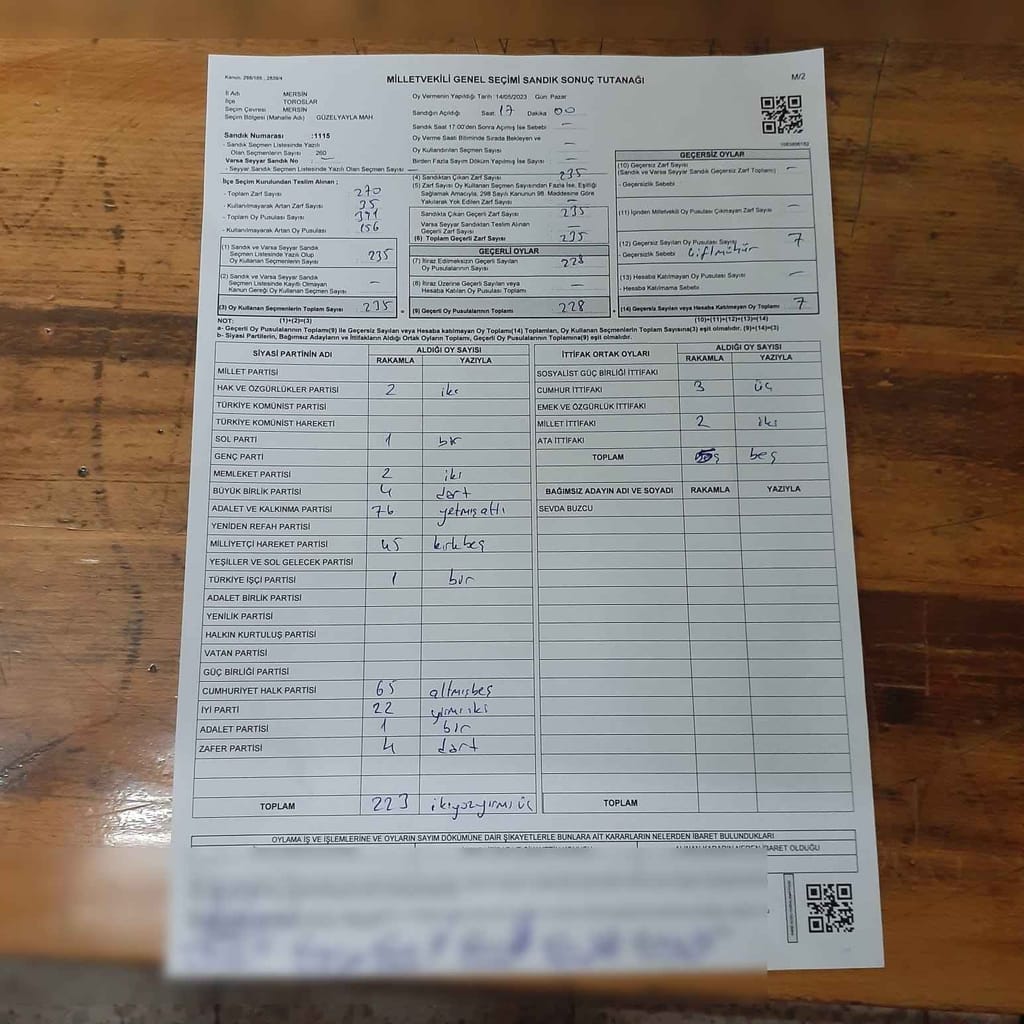 Kanun. 298/105 , 2839/4
MİLLETVEKİLİ GENEL SEÇİMİ SANDIK SONUÇ TUTANAĞI
M/2
İl Adı MERSİN
İlçe TOROSLAR
Seçim Çevresi MERSİN
Seçim Bölgesi (Mahalle Adı) GÜZELYAYLA MAH
Sandık Numarası :1115
- Sandık Seçmen Listesinde Yazılı
Olan Seçmenlerin Sayısı 260
Varsa Seyyar Sandık No : —
- Seyyar Sandık Seçmen Listesinde Yazılı Olan Seçmen Sayısı —
Oy Vermenin Yapıldığı Tarih :14/05/2023 Gün: Pazar
Sandığın Açıldığı Saat 17 Dakika 00
Sandık Saat 17:00'den Sonra Açılmış İse Sebebi —
Oy Verme Saati Bitiminde Sırada Bekleyen ve
Oy Kullandırılan Seçmen Sayısı —
Birden Fazla Sayım Döküm Yapılmış İse Sayısı —
İlçe Seçim Kurulundan Teslim Alınan ;
- Toplam Zarf Sayısı 270
- Kullanılmayarak Artan Zarf Sayısı 35
- Toplam Oy Pusulası Sayısı 391
- Kullanılmayarak Artan Oy Pusulası 156
(1) Sandık ve Varsa Seyyar Sandık
Seçmen Listesinde Yazılı Olup
Oy Kullanan Seçmenlerin Sayısı 235
(2) Sandık ve Varsa Seyyar Sandık
Seçmen Listesinde Kaydı Olmayan
Kanun Gereği Oy Kullanan Seçmen Sayısı —
(3) Oy Kullanan Seçmenlerin Toplam Sayısı 235
(4) Sandıktan Çıkan Zarf Sayısı 235
(5) Zarf Sayısı Oy Kullanan Seçmen Sayısından Fazla İse, Eşitliği
Sağlamak Amacıyla, 298 Sayılı Kanunun 98. Maddesine Göre
Yakılarak Yok Edilen Zarf Sayısı —
Sandıkta Çıkan Geçerli Zarf Sayısı 235
Varsa Seyyar Sandıktan Teslim Alınan
Geçerli Zarf Sayısı —
(6) Toplam Geçerli Zarf Sayısı 235
GEÇERLİ OYLAR
(7) İtiraz Edilmeksizin Geçerli Sayılan
Oy Pusulalarının Sayısı 228
(8) İtiraz Üzerine Geçerli Sayılan veya
Hesaba Katılan Oy Pusulası Toplamı —
= (9) Geçerli Oy Pusulalarının Toplamı 228
GEÇERSİZ OYLAR
(10) Geçersiz Zarf Sayısı
(Sandık ve Varsa Seyyar Sandık Geçersiz Zarf Toplamı) —
- Geçersizlik Sebebi
(11) İçinden Milletvekili Oy Pusulası Çıkmayan Zarf Sayısı —
(12) Geçersiz Sayılan Oy Pusulası Sayısı 7
- Geçersizlik Sebebi Çiftmühür
(13) Hesaba Katılmayan Oy Pusulası Sayısı —
- Hesaba Katılmama Sebebi
+ (14) Geçersiz Sayılan veya Hesaba Katılmayan Oy Toplamı 7
NOT: (1)+(2)=(3) (10)+(11)+(12)+(13)=(14)
a- Geçerli Oy Pusulalarının Toplamı(9) ile Geçersiz Sayılan veya Hesaba katılmayan Oy Toplamı(14) Toplamları, Oy Kullanan Seçmenlerin Toplam Sayısına(3) eşit olmalıdır. (9)+(14)=(3)
b- Siyasi Partilerin, Bağımsız Adayların ve İttifakların Aldığı Ortak Oyların Toplamı, Geçerli Oy Pusulalarının Toplamına(9) eşit olmalıdır.
SİYASİ PARTİNİN ADI ALDIĞI OY SAYISI
RAKAMLA YAZIYLA
MİLLET PARTİSİ
HAK VE ÖZGÜRLÜKLER PARTİSİ 2 iki
TÜRKİYE KOMÜNİST PARTİSİ
TÜRKİYE KOMÜNİST HAREKETİ
SOL PARTİ 1 bir
GENÇ PARTİ
MEMLEKET PARTİSİ 2 iki
BÜYÜK BİRLİK PARTİSİ 4 dört
ADALET VE KALKINMA PARTİSİ 76 yetmişaltı
YENİDEN REFAH PARTİSİ
MİLLİYETÇİ HAREKET PARTİSİ 45 kırkbeş
YEŞİLLER VE SOL GELECEK PARTİSİ
TÜRKİYE İŞÇİ PARTİSİ 1 bir
ADALET BİRLİK PARTİSİ
YENİLİK PARTİSİ
HALKIN KURTULUŞ PARTİSİ
VATAN PARTİSİ
GÜÇ BİRLİĞİ PARTİSİ
CUMHURİYET HALK PARTİSİ 65 altmışbeş
İYİ PARTİ 22 yirmiiki
ADALET PARTİSİ 1 bir
ZAFER PARTİSİ 4 dört
TOPLAM 223 ikiyüzyirmiüç
İTTİFAK ORTAK OYLARI ALDIĞI OY SAYISI
RAKAMLA YAZIYLA
SOSYALİST GÜÇ BİRLİĞİ İTTİFAKI
CUMHUR İTTİFAKI 3 üç
EMEK VE ÖZGÜRLÜK İTTİFAKI
MİLLET İTTİFAKI 2 iki
ATA İTTİFAKI
TOPLAM 5 beş
BAĞIMSIZ ADAYIN ADI VE SOYADI RAKAMLA YAZIYLA
SEVDA BUZCU
TOPLAM
OYLAMA İŞ VE İŞLEMLERİNE VE OYLARIN SAYIM DÖKÜMÜNE DAİR ŞİKAYETLERLE BUNLARA AİT KARARLARIN NELERDEN İBARET BULUNDUKLARI
ALINAN KARARIN NEDEN İBARET OLDUĞU